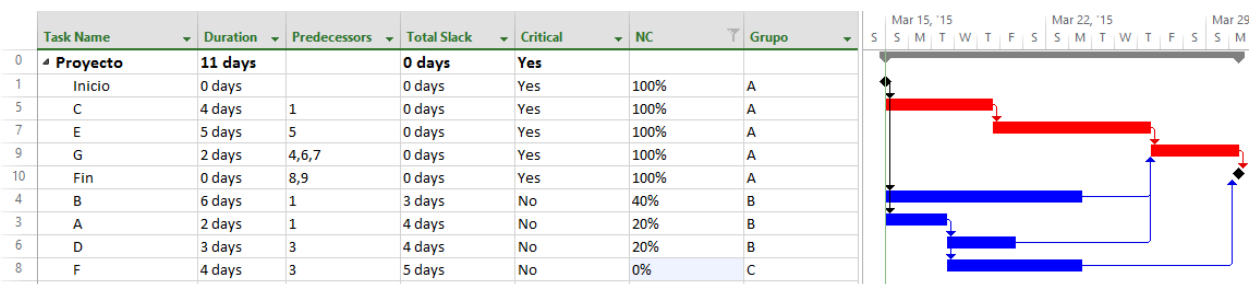 Mar 15, '15 Mar 22, '15 Mar 29
Task Name Duration Predecessors Total Slack Critical NC Grupo S S M T W T F S S M T W T F S S M
0 Proyecto 11 days 0 days Yes
1 Inicio 0 days 0 days Yes 100% A
5 C 4 days 1 0 days Yes 100% A
7 E 5 days 5 0 days Yes 100% A
9 G 2 days 4,6,7 0 days Yes 100% A
10 Fin 0 days 8,9 0 days Yes 100% A
4 B 6 days 1 3 days No 40% B
3 A 2 days 1 4 days No 20% B
6 D 3 days 3 4 days No 20% B
8 F 4 days 3 5 days No 0% C